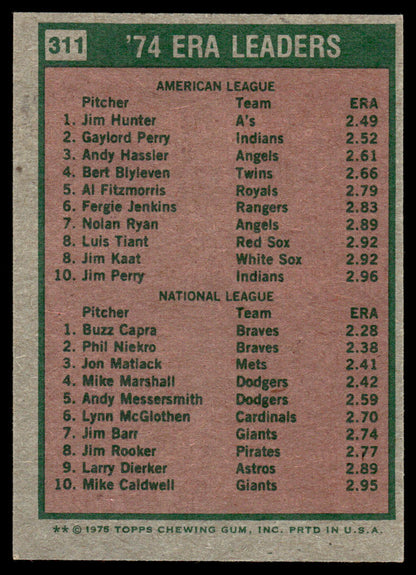 311 '74 ERA LEADERS
AMERICAN LEAGUE
Pitcher Team ERA
1. Jim Hunter A's 2.49
2. Gaylord Perry Indians 2.52
3. Andy Hassler Angels 2.61
4. Bert Blyleven Twins 2.66
5. Al Fitzmorris Royals 2.79
6. Fergie Jenkins Rangers 2.83
7. Nolan Ryan Angels 2.89
8. Luis Tiant Red Sox 2.92
8. Jim Kaat White Sox 2.92
10. Jim Perry Indians 2.96
NATIONAL LEAGUE
Pitcher Team ERA
1. Buzz Capra Braves 2.28
2. Phil Niekro Braves 2.38
3. Jon Matlack Mets 2.41
4. Mike Marshall Dodgers 2.42
5. Andy Messersmith Dodgers 2.59
6. Lynn McGlothen Cardinals 2.70
7. Jim Barr Giants 2.74
8. Jim Rooker Pirates 2.77
9. Larry Dierker Astros 2.89
10. Mike Caldwell Giants 2.95
** © 1975 TOPPS CHEWING GUM, INC. PRTD IN U.S.A.